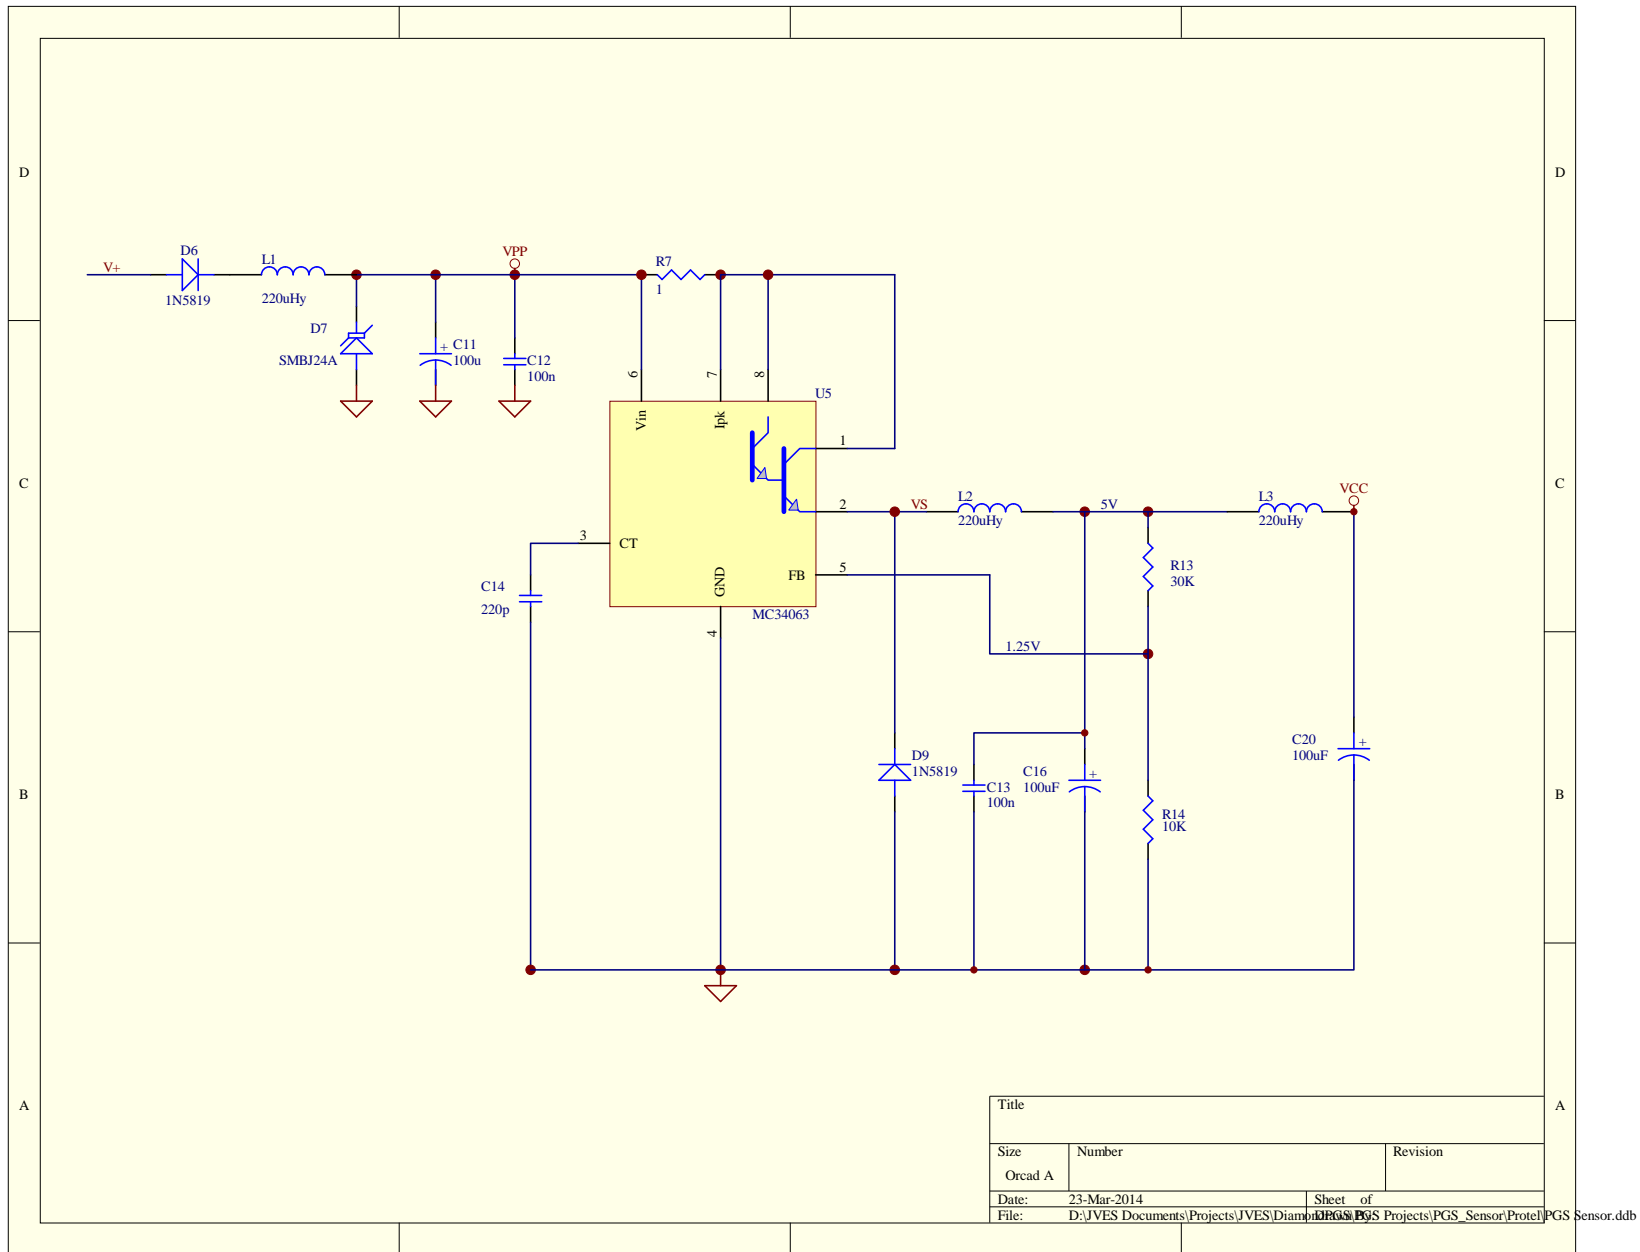 D
D
D6
V+
1N5819
L1
220uHy
VPP
R7
1
D7
SMBJ24A
+
C11
100u
C12
100n
6
7
8
U5
Vin
Ipk
1
C
C
2
VS
L2
220uHy
5V
L3
220uHy
VCC
3
CT
5
FB
GND
MC34063
4
C14
220p
R13
30K
1.25V
D9
1N5819
C13
100n
C16
100uF
+
C20
100uF
+
R14
10K
B
B
A
A
Title
Size
Number
Revision
Orcad A
Date:
23-Mar-2014
Sheet of
File:
D:\JVES Documents\Projects\JVES\Diamond PGS Projects\PGS_Sensor\Protel\PGS Sensor.ddb